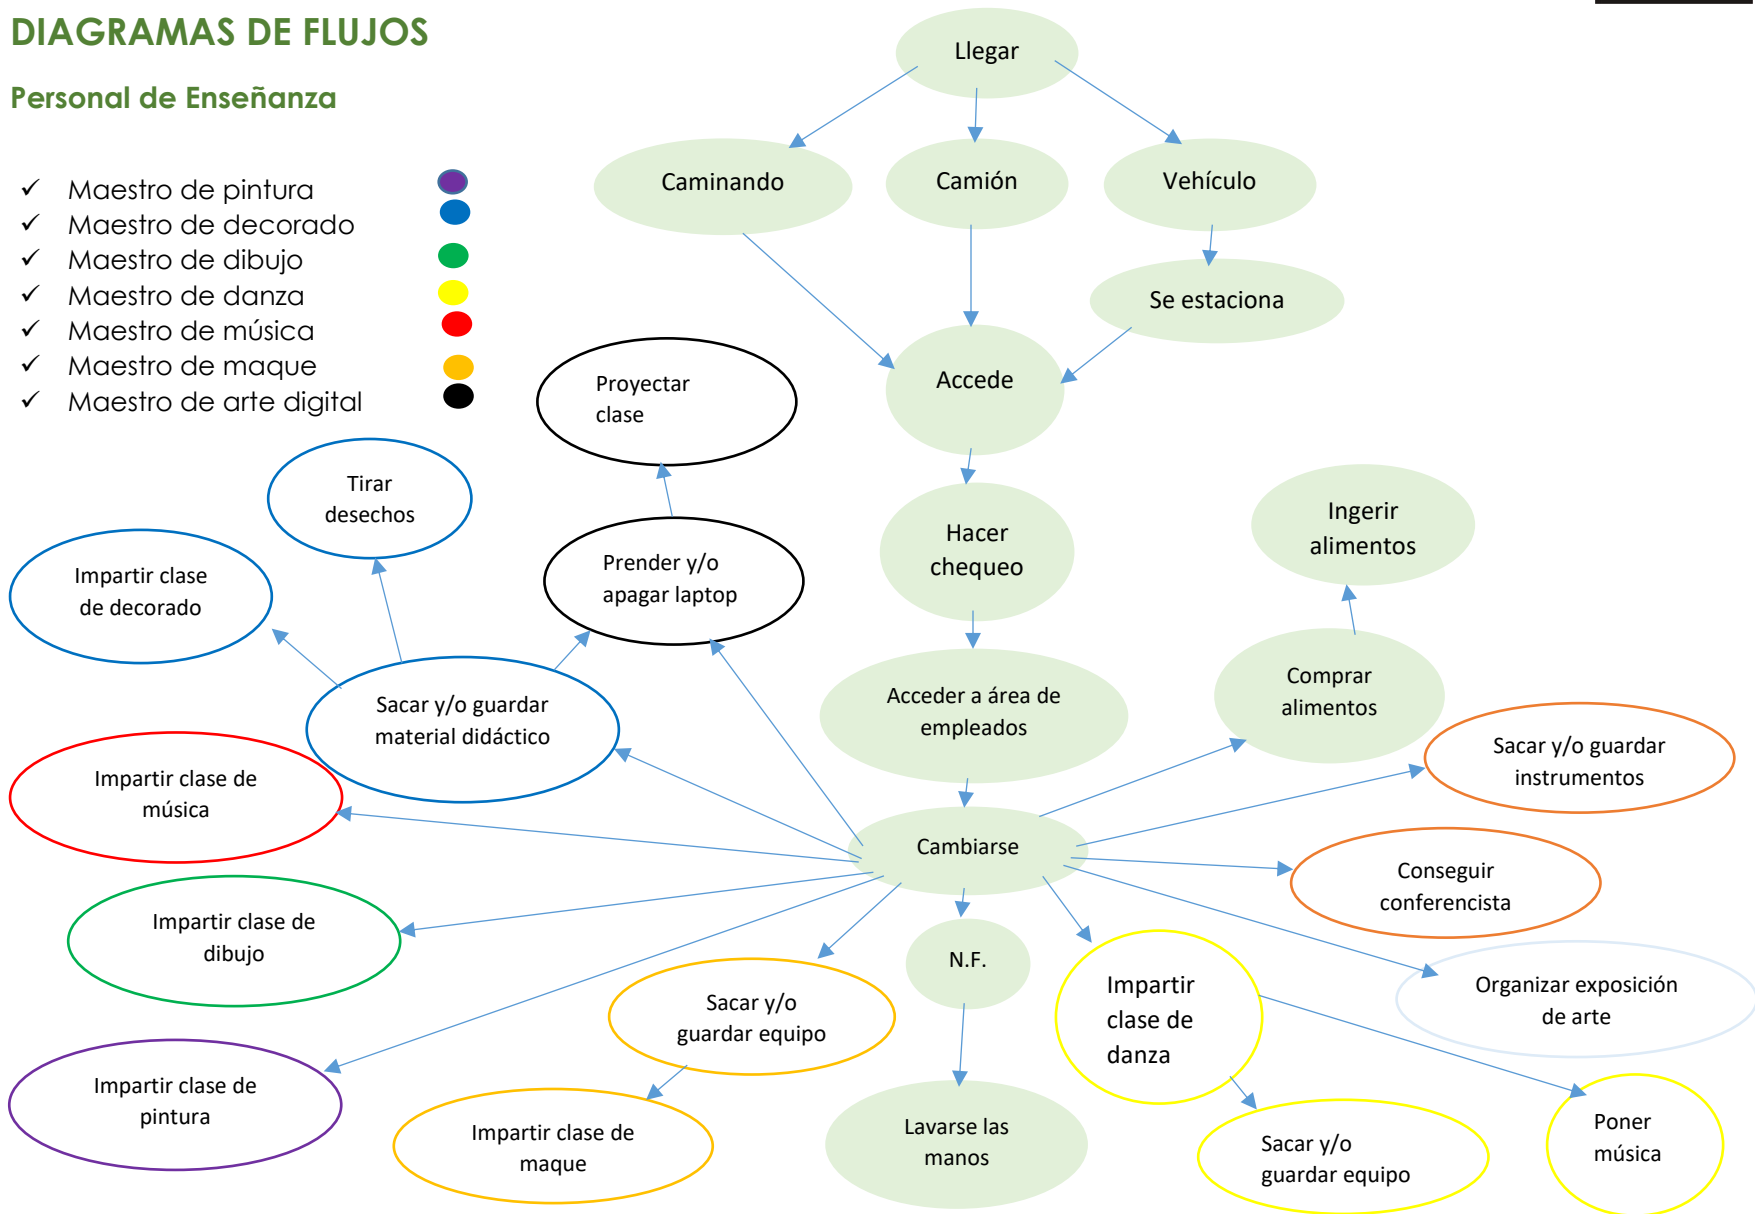 DIAGRAMAS DE FLUJOS
Personal de Enseñanza
✓ Maestro de pintura
✓ Maestro de decorado
✓ Maestro de dibujo
✓ Maestro de danza
✓ Maestro de música
✓ Maestro de maque
✓ Maestro de arte digital
Llegar
Caminando
Camión
Vehículo
Se estaciona
Accede
Proyectar
clase
Tirar
desechos
Hacer
chequeo
Ingerir
alimentos
Impartir clase
de decorado
Prender y/o
apagar laptop
Sacar y/o guardar
material didáctico
Acceder a área de
empleados
Comprar
alimentos
Sacar y/o guardar
instrumentos
Impartir clase de
música
Cambiarse
Conseguir
conferencista
Impartir clase de
dibujo
N.F.
Impartir
clase de
danza
Organizar exposición
de arte
Sacar y/o
guardar equipo
Impartir clase de
pintura
Impartir clase de
maque
Lavarse las
manos
Sacar y/o
guardar equipo
Poner
música